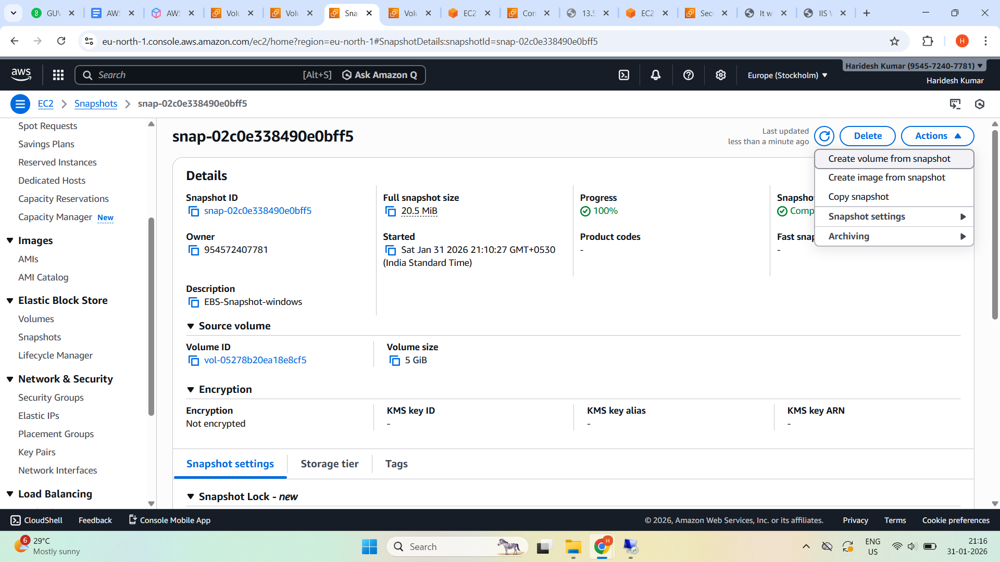 GUV
AWS
AWS
Volu
Volu
Sna
Volu
EC2
Con
13.5
EC2
Sec
It w
IIS V
eu-north-1.console.aws.amazon.com/ec2/home?region=eu-north-1#SnapshotDetails:snapshotId=snap-02c0e338490e0bff5
H
aws
Search
[Alt+S]
Ask Amazon Q
Europe (Stockholm)
Haridesh Kumar (9545-7240-7781)
Haridesh Kumar
EC2
Snapshots
snap-02c0e338490e0bff5
Spot Requests
Savings Plans
Reserved Instances
Dedicated Hosts
Capacity Reservations
Capacity Manager New
Images
AMIs
AMI Catalog
Elastic Block Store
Volumes
Snapshots
Lifecycle Manager
Network & Security
Security Groups
Elastic IPs
Placement Groups
Key Pairs
Network Interfaces
Load Balancing
snap-02c0e338490e0bff5
Last updated
less than a minute ago
Delete
Actions
Create volume from snapshot
Create image from snapshot
Copy snapshot
Snapshot settings
Archiving
Details
Snapshot ID
snap-02c0e338490e0bff5
Full snapshot size
20.5 MiB
Progress
100%
Snapsho
Comp
Owner
954572407781
Started
Sat Jan 31 2026 21:10:27 GMT+0530
(India Standard Time)
Product codes
-
Fast snap
-
Description
EBS-Snapshot-windows
Source volume
Volume ID
vol-05278b20ea18e8cf5
Volume size
5 GiB
Encryption
Encryption
Not encrypted
KMS key ID
-
KMS key alias
-
KMS key ARN
-
Snapshot settings
Storage tier
Tags
Snapshot Lock - new
CloudShell
Feedback
Console Mobile App
© 2026, Amazon Web Services, Inc. or its affiliates.
Privacy
Terms
Cookie preferences
6
29°C
Mostly sunny
Search
H
ENG
US
21:16
31-01-2026